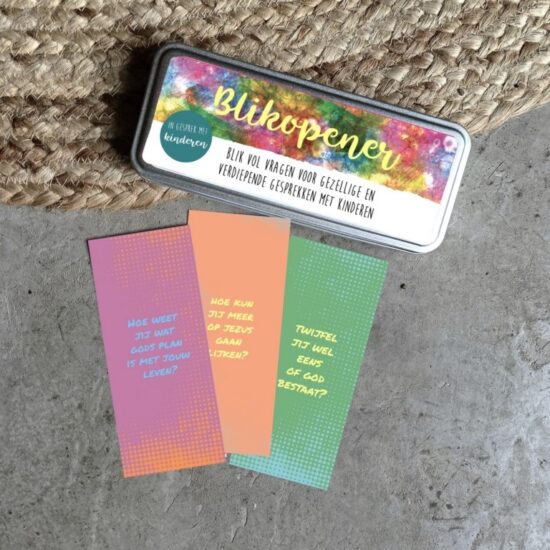 Blikopener
IN GESPREK MET
kinderen
BLIK VOL VRAGEN VOOR GEZELLIGE EN
VERDIEPENDE GESPREKKEN MET KINDEREN
HOE WEET
JIJ WAT
GODS PLAN
IS MET JOUW
LEVEN?
HOE KUN
JIJ MEER
OP JEZUS
GAAN
LIJKEN?
TWIJFEL
JIJ WEL
EENS
OF GOD
BESTAAT?